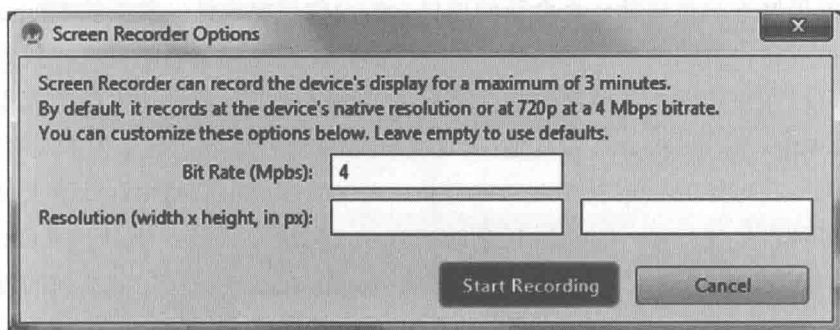 Screen Recorder Options
x
Screen Recorder can record the device's display for a maximum of 3 minutes.
By default, it records at the device's native resolution or at 720p at a 4 Mbps bitrate.
You can customize these options below. Leave empty to use defaults.
Bit Rate (Mpbs): 4
Resolution (width x height, in px):
Start Recording Cancel